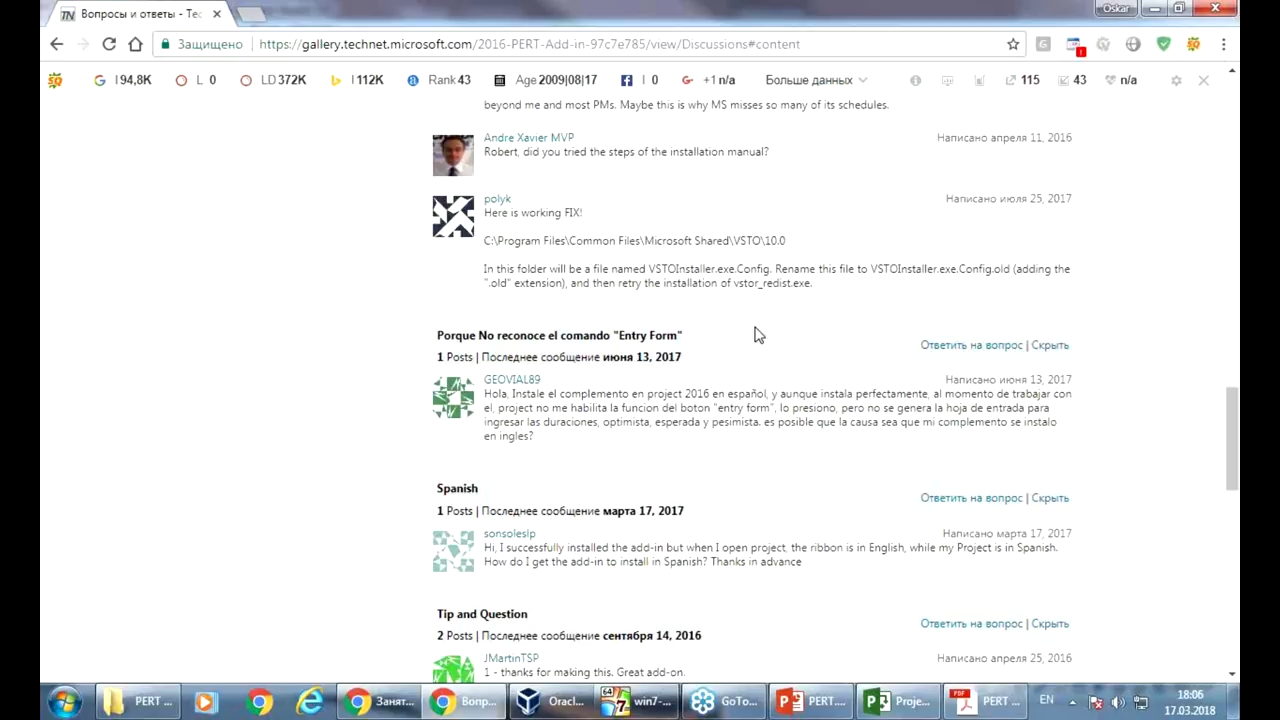 Вопросы и ответы - Тес
Oskar
Защищено
https://gallery.technet.microsoft.com/2016-PERT-Add-in-97c7e785/view/Discussions#content
I 94,8K
L 0
LD 372K
I 112K
Rank 43
Age 2009|08|17
I 0
+1 n/a
Больше данных
115
43
n/a
beyond me and most PMs. Maybe this is why MS misses so many of its schedules.
Andre Xavier MVP
Написано апреля 11, 2016
Robert, did you tried the steps of the installation manual?
polyk
Написано июля 25, 2017
Here is working FIX!
C:\Program Files\Common Files\Microsoft Shared\VSTO\10.0
In this folder will be a file named VSTOInstaller.exe.Config. Rename this file to VSTOInstaller.exe.Config.old (adding the
".old" extension), and then retry the installation of vstor_redist.exe.
Porque No reconoce el comando "Entry Form"
Ответить на вопрос | Скрыть
1 Posts | Последнее сообщение июня 13, 2017
GEOVIAL89
Написано июня 13, 2017
Hola, Instale el complemento en project 2016 en español, y aunque instala perfectamente, al momento de trabajar con
el, project no me habilita la funcion del boton "entry form", lo presiono, pero no se genera la hoja de entrada para
ingresar las duraciones, optimista, esperada y pesimista. es posible que la causa sea que mi complemento se instalo
en ingles?
Spanish
Ответить на вопрос | Скрыть
1 Posts | Последнее сообщение марта 17, 2017
sonsoleslp
Написано марта 17, 2017
Hi, I successfully installed the add-in but when I open project, the ribbon is in English, while my Project is in Spanish.
How do I get the add-in to install in Spanish? Thanks in advance
Tip and Question
Ответить на вопрос | Скрыть
2 Posts | Последнее сообщение сентября 14, 2016
JMartinTSP
Написано апреля 25, 2016
1 - thanks for making this. Great add-on.
PERT ...
Занят...
Вопр...
Oracl...
64
7
win7-...
GoTo...
PERT....
Proje...
PDF
PERT ...
EN
18:06
17.03.2018